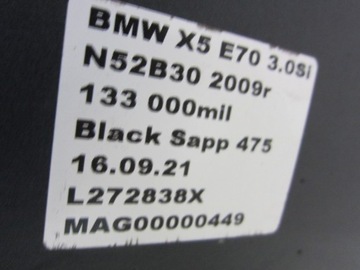 BMW X5 E70 3.0Si
N52B30 2009r
133 000mil
Black Sapp 475
16.09.21
L272838X
MAG00000449